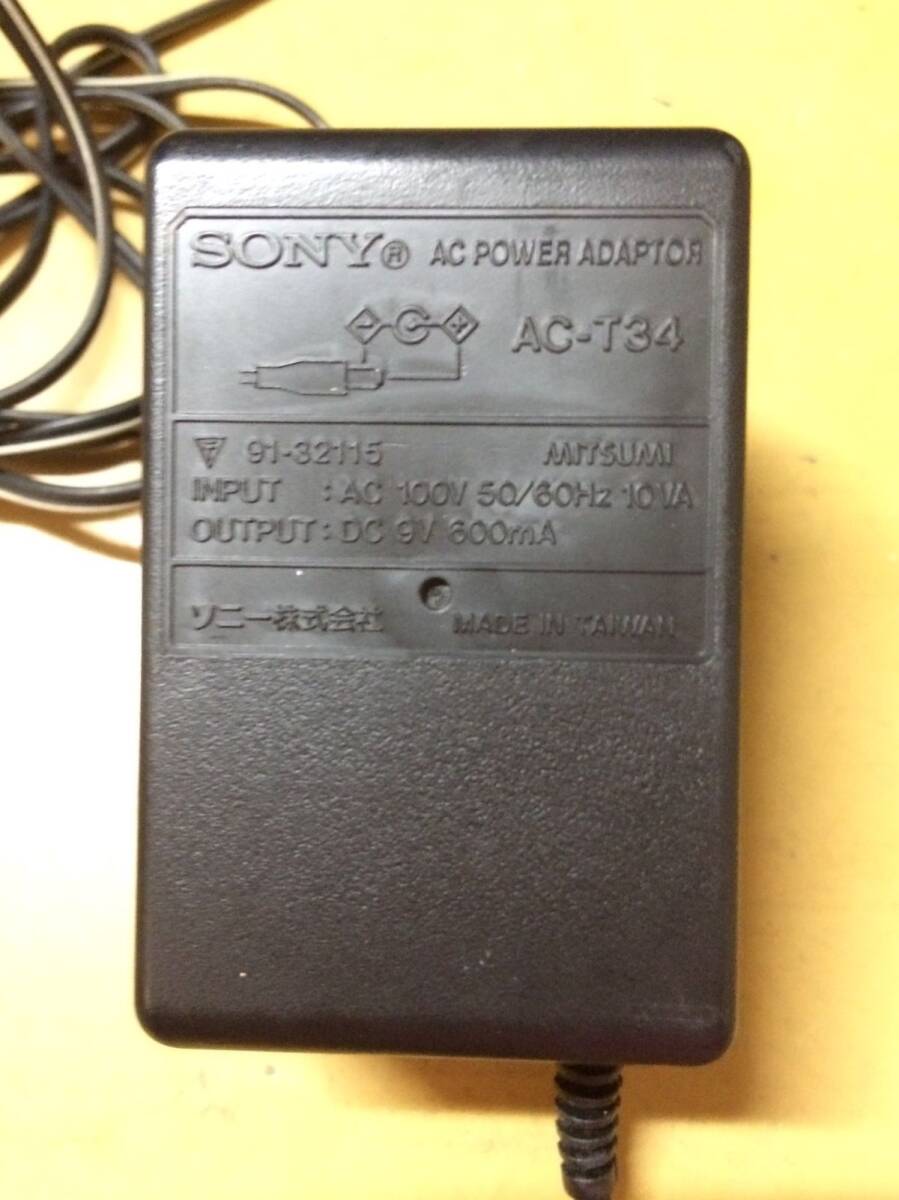 SONY® AC POWER ADAPTOR
- +
AC-T34
91-32115 MITSUMI
INPUT : AC 100V 50/60Hz 10VA
OUTPUT : DC 9V 600mA
ソニー株式会社 MADE IN TAIWAN